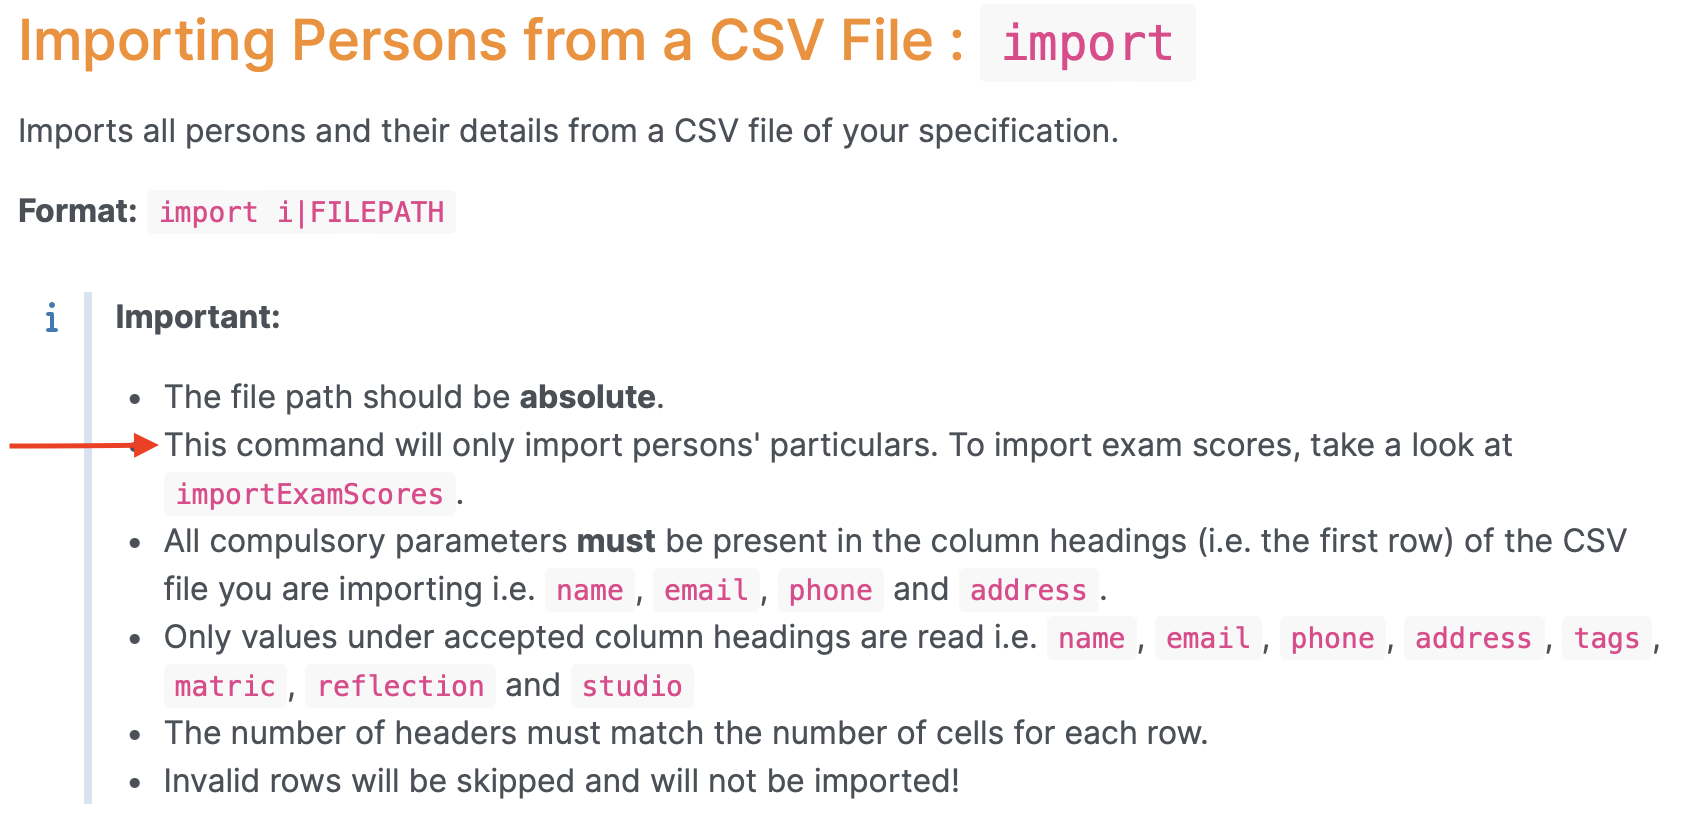 Importing Persons from a CSV File : import
Imports all persons and their details from a CSV file of your specification.
Format: import i|FILEPATH
i Important:
• The file path should be absolute.
• This command will only import persons' particulars. To import exam scores, take a look at
importExamScores .
• All compulsory parameters must be present in the column headings (i.e. the first row) of the CSV
file you are importing i.e. name , email , phone and address .
• Only values under accepted column headings are read i.e. name , email , phone , address , tags ,
matric , reflection and studio
• The number of headers must match the number of cells for each row.
• Invalid rows will be skipped and will not be imported!